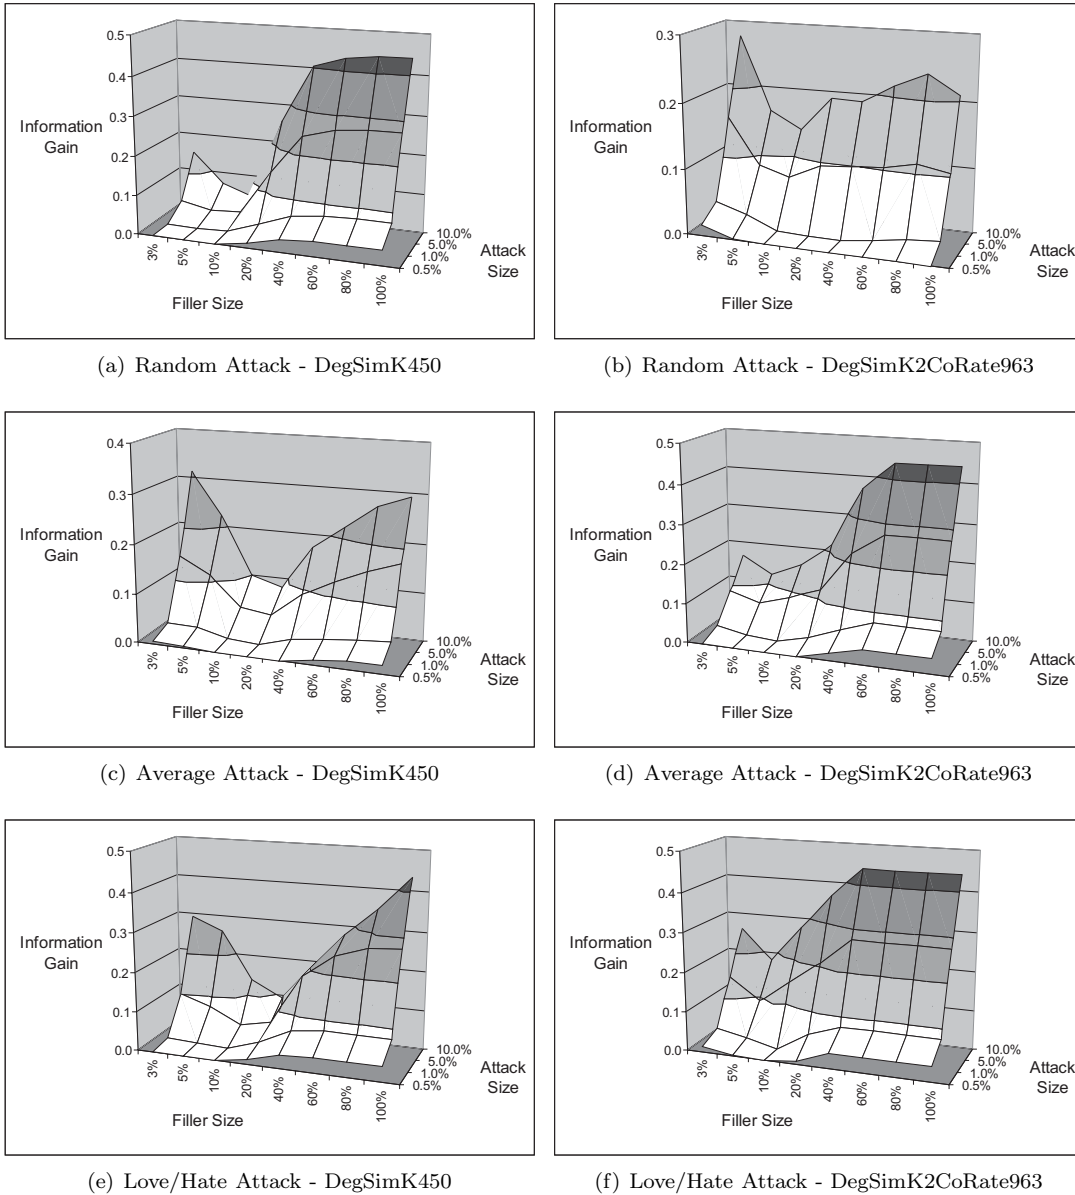 0.5
0.4
0.3
0.2
0.1
0.0
Information
Gain
3%
5%
10%
20%
40%
60%
80%
100%
Filler Size
10.0%
5.0%
1.0%
0.5%
Attack
Size
(a) Random Attack - DegSimK450
0.3
0.2
0.1
0.0
Information
Gain
3%
5%
10%
20%
40%
60%
80%
100%
Filler Size
10.0%
5.0%
1.0%
0.5%
Attack
Size
(b) Random Attack - DegSimK2CoRate963
0.4
0.3
0.2
0.1
0.0
Information
Gain
3%
5%
10%
20%
40%
60%
80%
100%
Filler Size
10.0%
5.0%
1.0%
0.5%
Attack
Size
(c) Average Attack - DegSimK450
0.5
0.4
0.3
0.2
0.1
0.0
Information
Gain
3%
5%
10%
20%
40%
60%
80%
100%
Filler Size
10.0%
5.0%
1.0%
0.5%
Attack
Size
(d) Average Attack - DegSimK2CoRate963
0.5
0.4
0.3
0.2
0.1
0.0
Information
Gain
3%
5%
10%
20%
40%
60%
80%
100%
Filler Size
10.0%
5.0%
1.0%
0.5%
Attack
Size
(e) Love/Hate Attack - DegSimK450
0.5
0.4
0.3
0.2
0.1
0.0
Information
Gain
3%
5%
10%
20%
40%
60%
80%
100%
Filler Size
10.0%
5.0%
1.0%
0.5%
Attack
Size
(f) Love/Hate Attack - DegSimK2CoRate963